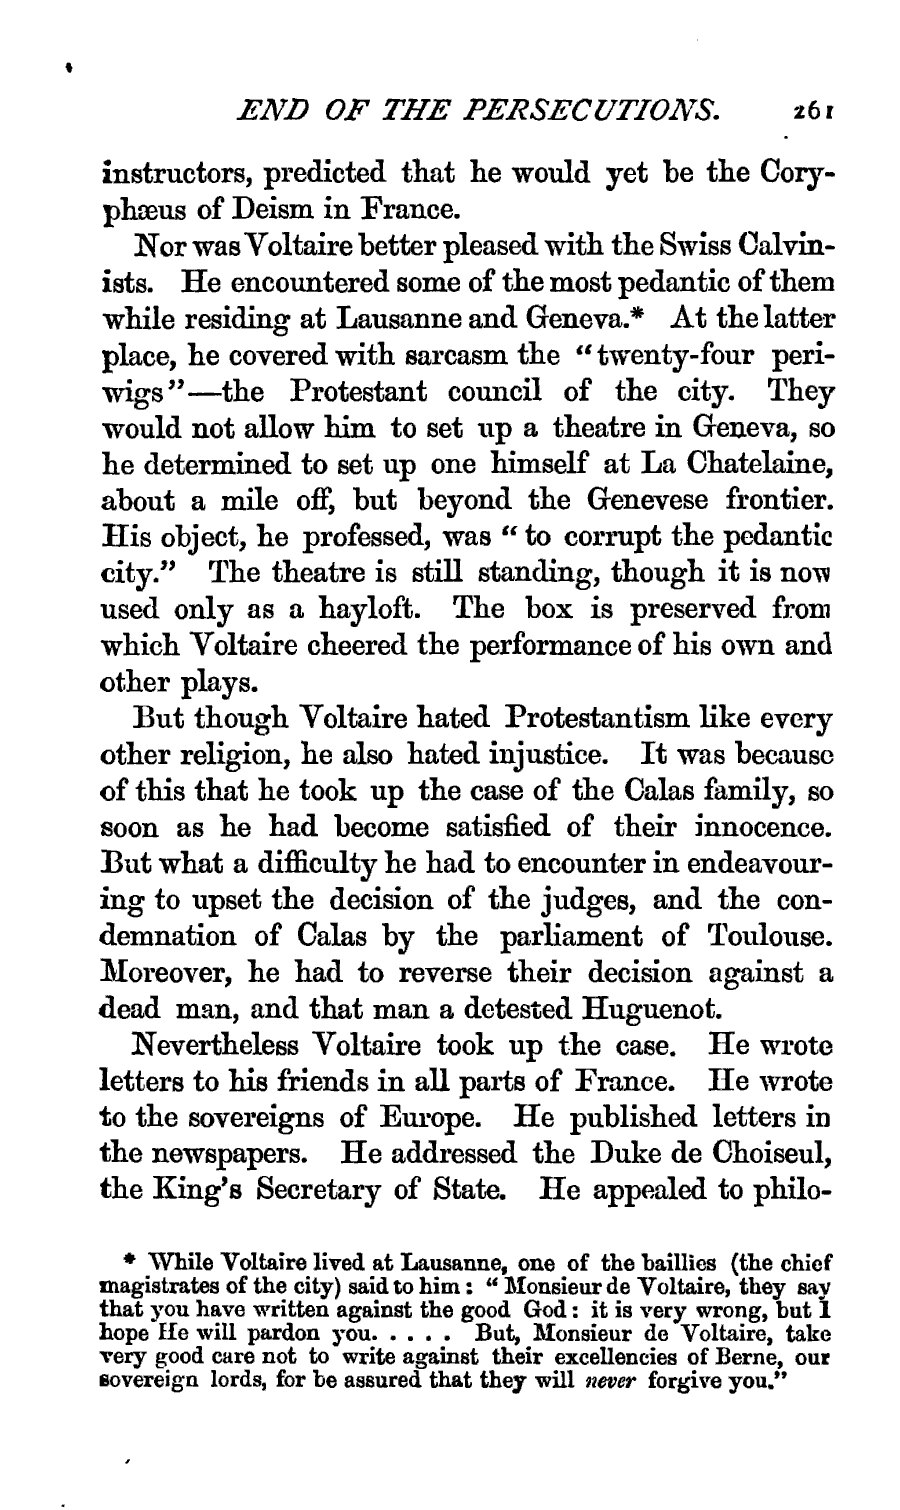 END OF THE PERSECUTIONS. 261
instructors, predicted that he would yet be the Cory-
phæus of Deism in France.
Nor was Voltaire better pleased with the Swiss Calvin-
ists. He encountered some of the most pedantic of them
while residing at Lausanne and Geneva.* At the latter
place, he covered with sarcasm the “twenty-four peri-
wigs”—the Protestant council of the city. They
would not allow him to set up a theatre in Geneva, so
he determined to set up one himself at La Chatelaine,
about a mile off, but beyond the Genevese frontier.
His object, he professed, was “to corrupt the pedantic
city.” The theatre is still standing, though it is now
used only as a hayloft. The box is preserved from
which Voltaire cheered the performance of his own and
other plays.
But though Voltaire hated Protestantism like every
other religion, he also hated injustice. It was because
of this that he took up the case of the Calas family, so
soon as he had become satisfied of their innocence.
But what a difficulty he had to encounter in endeavour-
ing to upset the decision of the judges, and the con-
demnation of Calas by the parliament of Toulouse.
Moreover, he had to reverse their decision against a
dead man, and that man a detested Huguenot.
Nevertheless Voltaire took up the case. He wrote
letters to his friends in all parts of France. He wrote
to the sovereigns of Europe. He published letters in
the newspapers. He addressed the Duke de Choiseul,
the King’s Secretary of State. He appealed to philo-
* While Voltaire lived at Lausanne, one of the baillies (the chief
magistrates of the city) said to him: “Monsieur de Voltaire, they say
that you have written against the good God: it is very wrong, but I
hope He will pardon you. . . . . But, Monsieur de Voltaire, take
very good care not to write against their excellencies of Berne, our
sovereign lords, for be assured that they will never forgive you.”